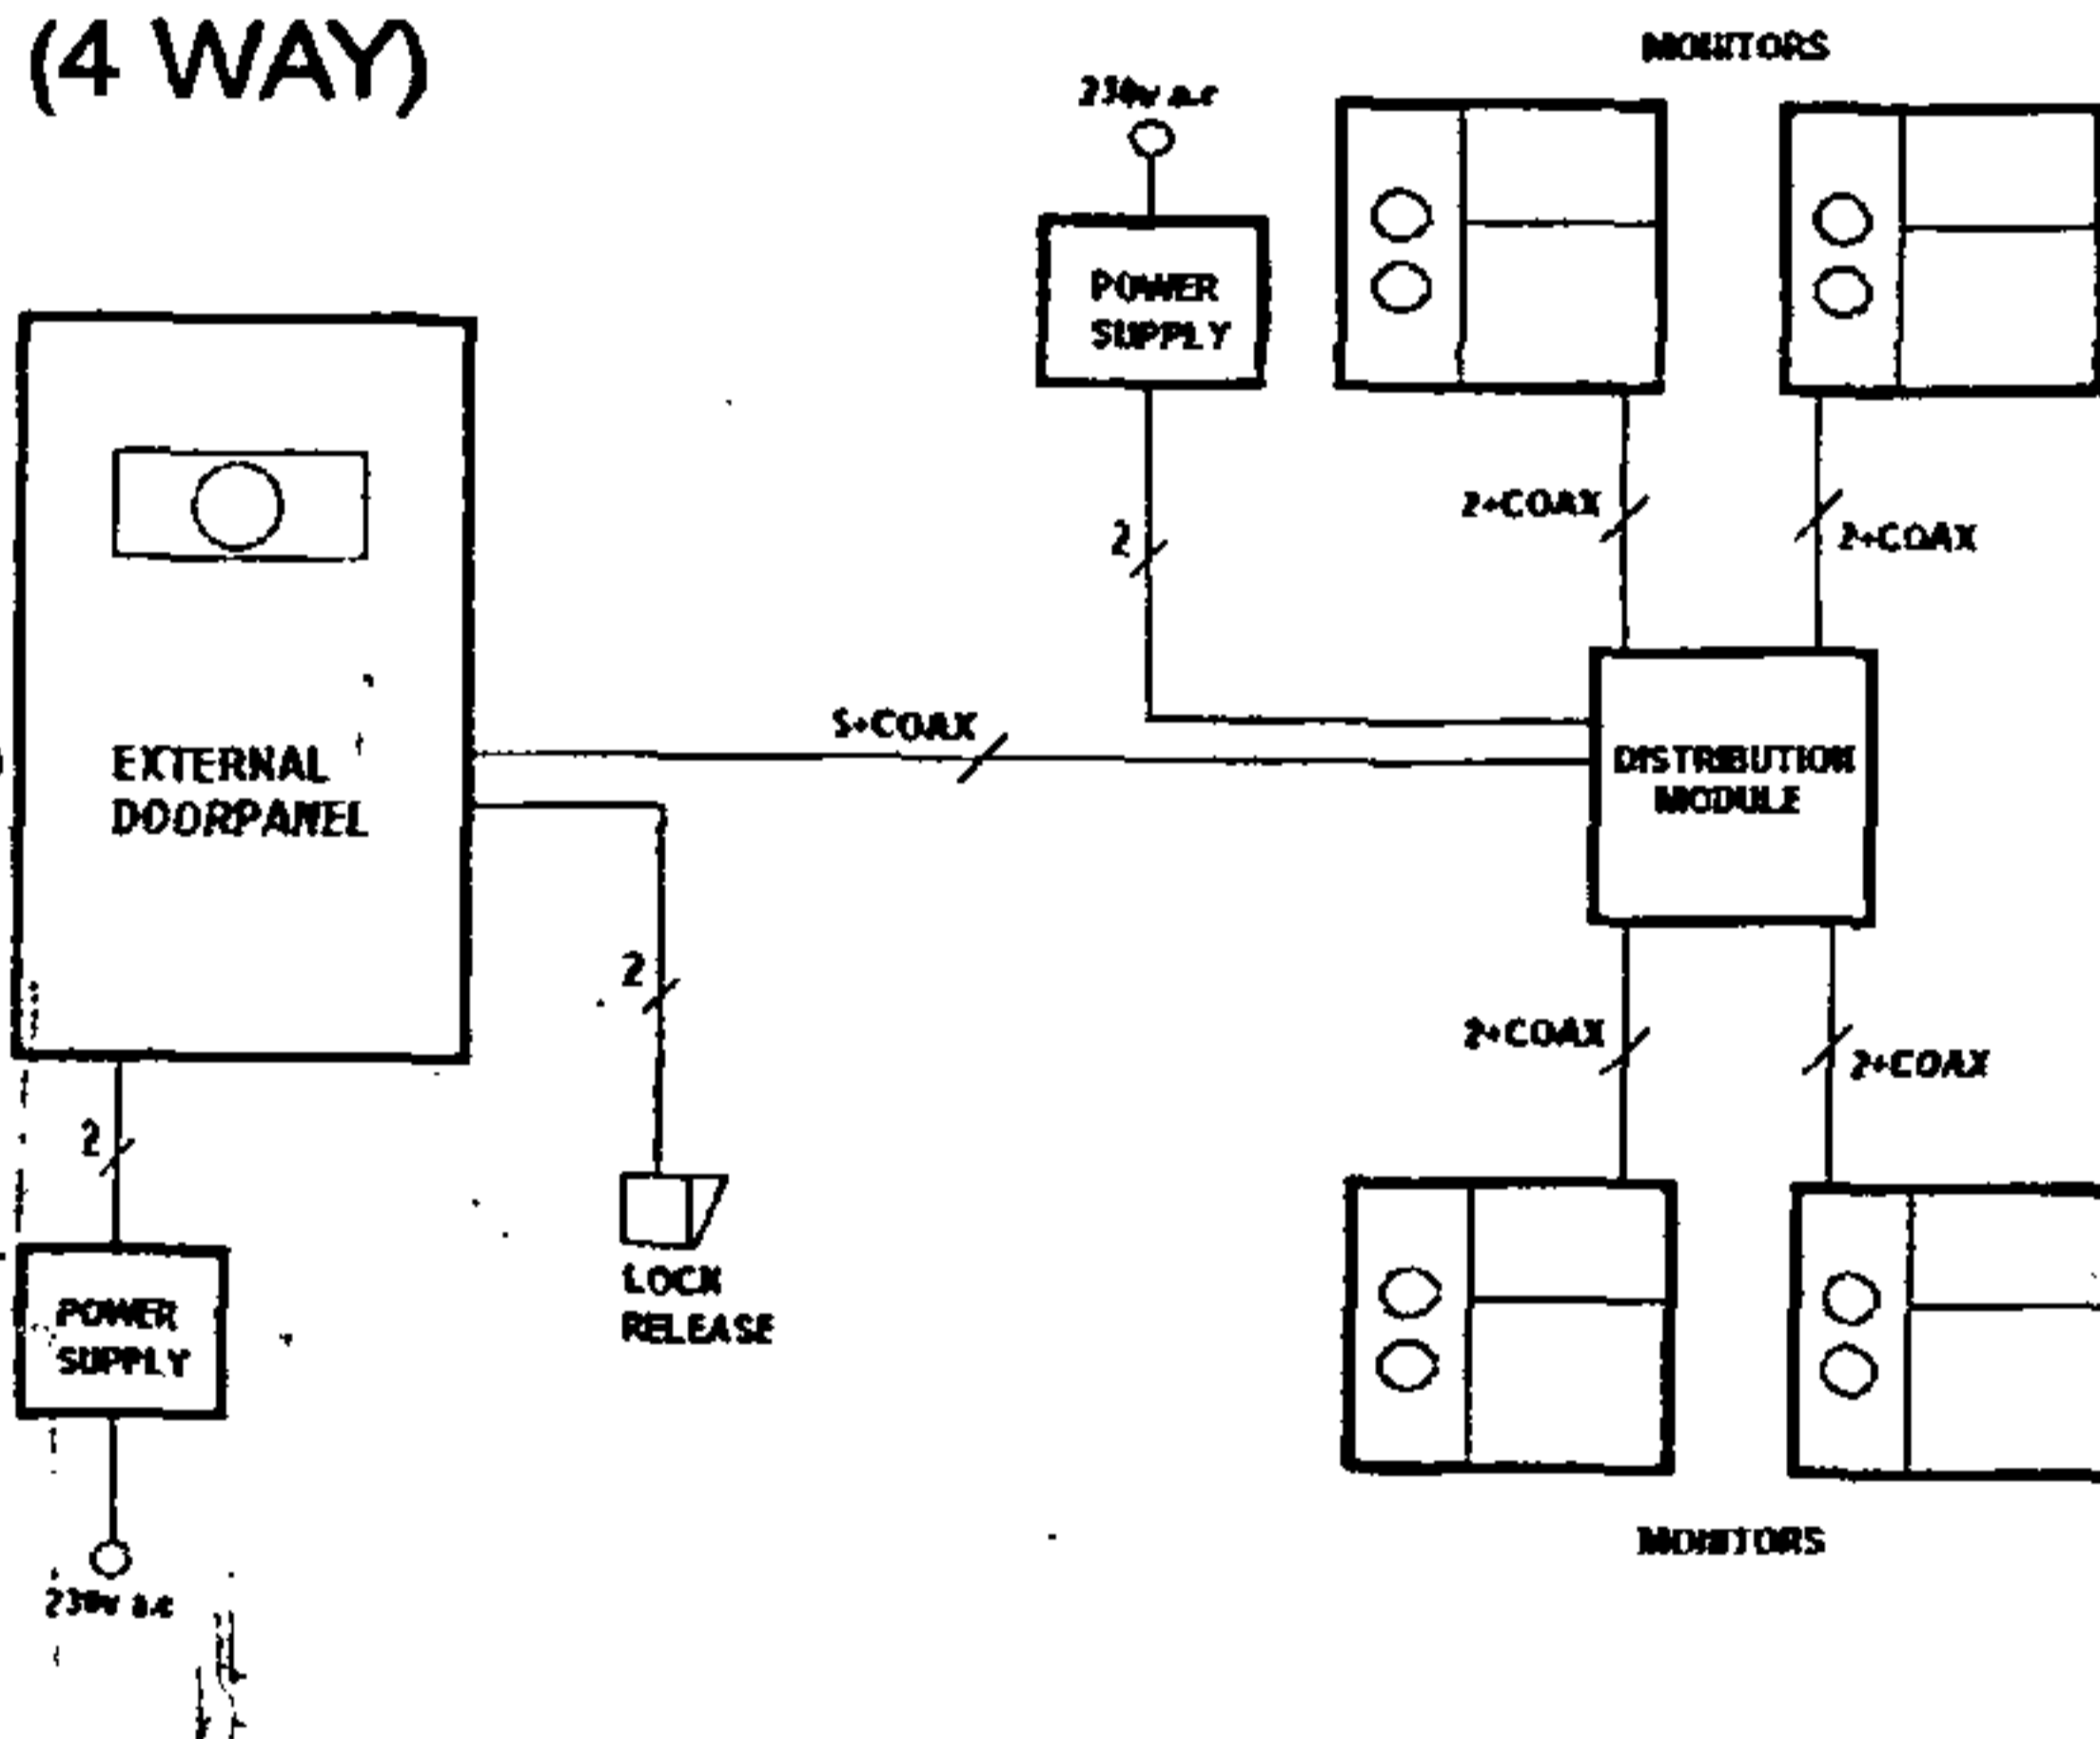 (4 WAY)
MONITORS
230v a.c
POWER
SUPPLY
2+COAX
2+COAX
2
5+COAX
EXTERNAL
DOORPANEL
DISTRIBUTION
MODULE
2
2+COAX
2+COAX
2
LOCK
RELEASE
POWER
SUPPLY
MONITORS
230v a.c